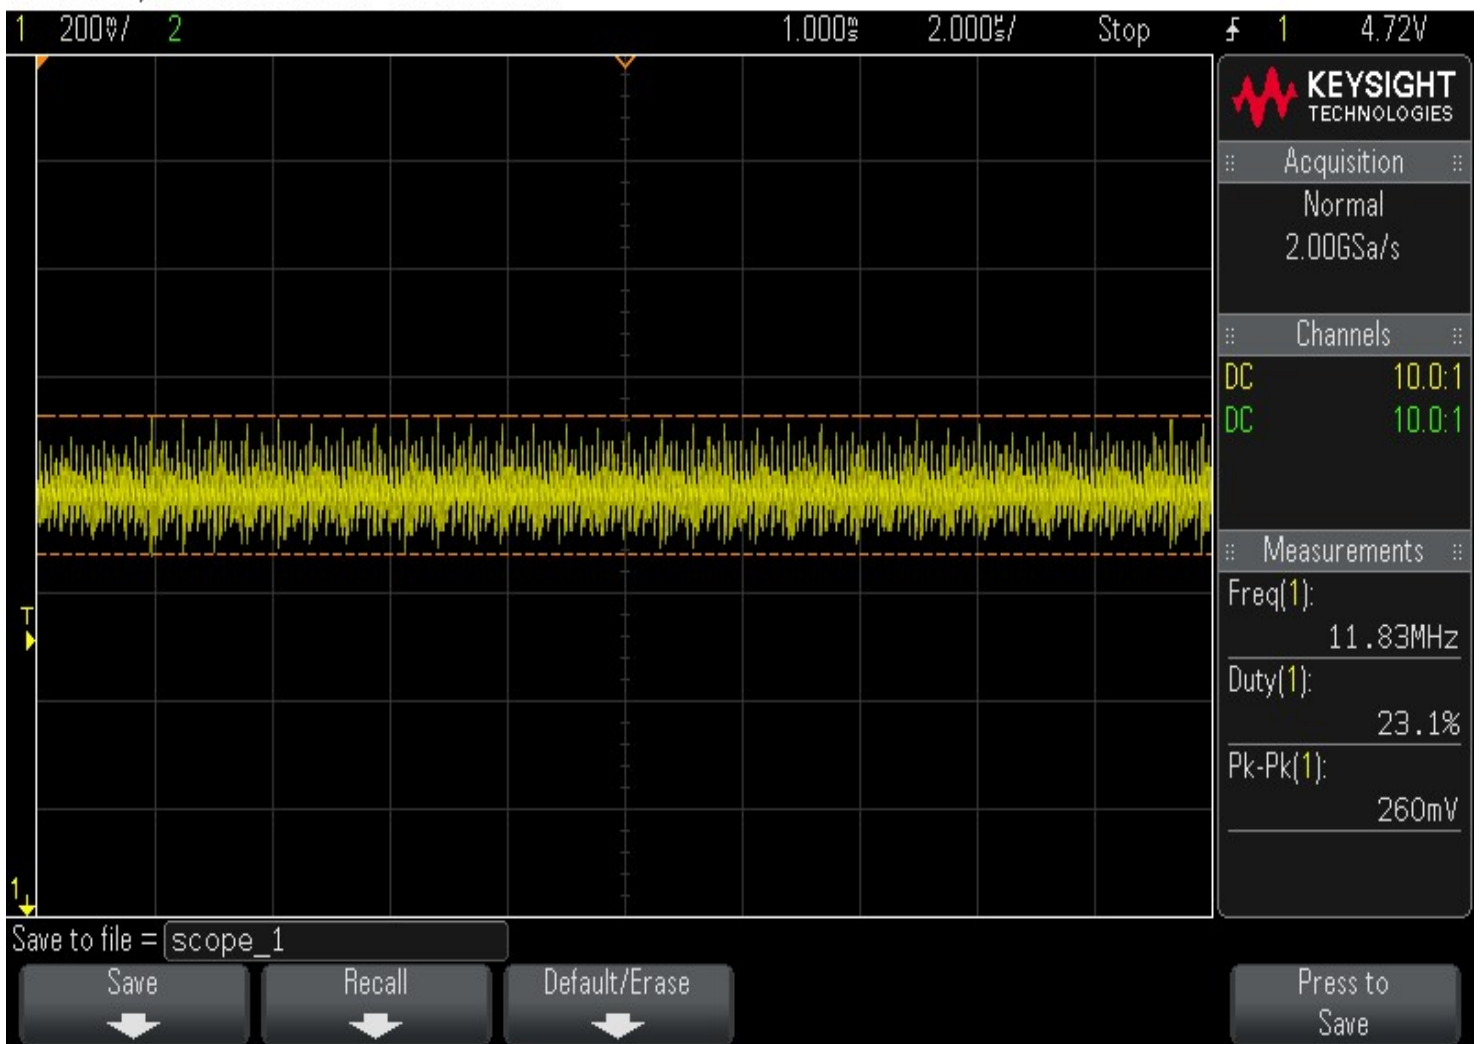 1 200mV/ 2 1.000ms 2.000us/ Stop 1 4.72V
KEYSIGHT
TECHNOLOGIES
Acquisition
Normal
2.00GSa/s
Channels
DC 10.0:1
DC 10.0:1
Measurements
Freq(1):
11.83MHz
Duty(1):
23.1%
Pk-Pk(1):
260mV
T
1
Save to file = scope_1
Save Recall Default/Erase Press to
Save